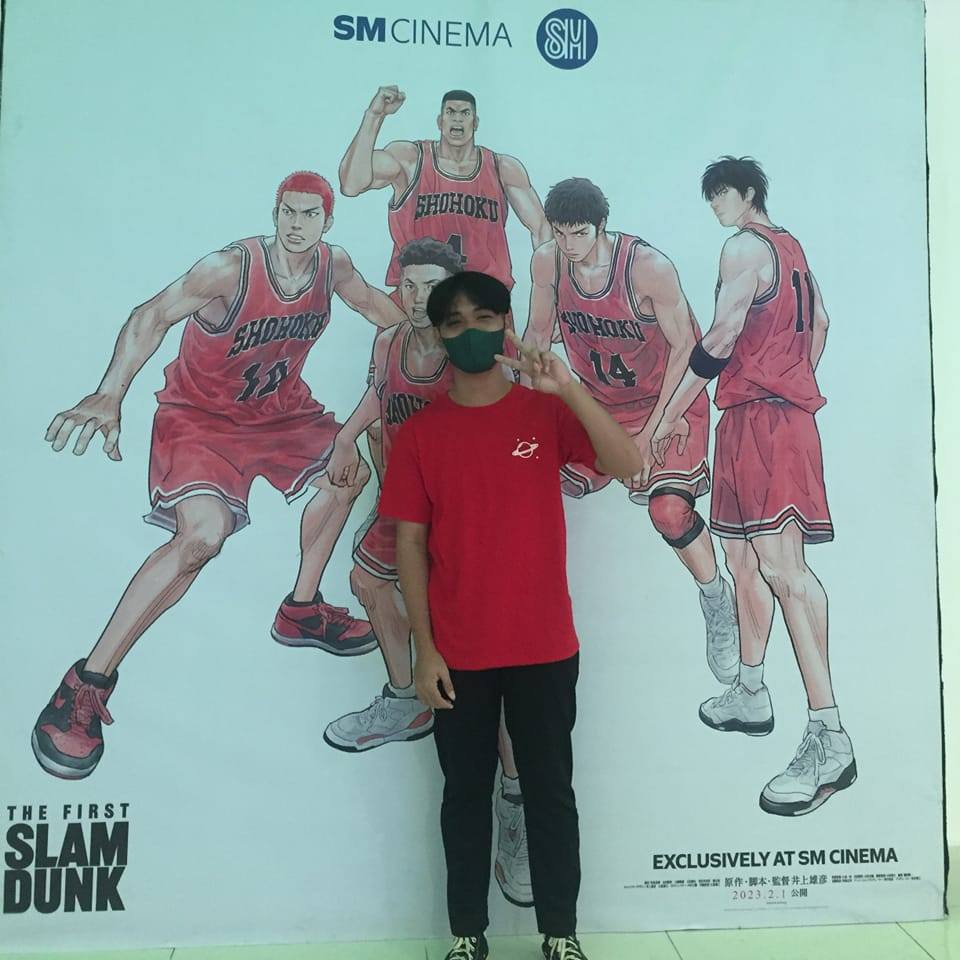 SM CINEMA SM
SHOHOKU
4
SHOHOKU
10
SHOHOKU
14
11
THE FIRST
SLAM
DUNK
EXCLUSIVELY AT SM CINEMA
原作・脚本・監督 井上雄彦
2023.2.1 公開